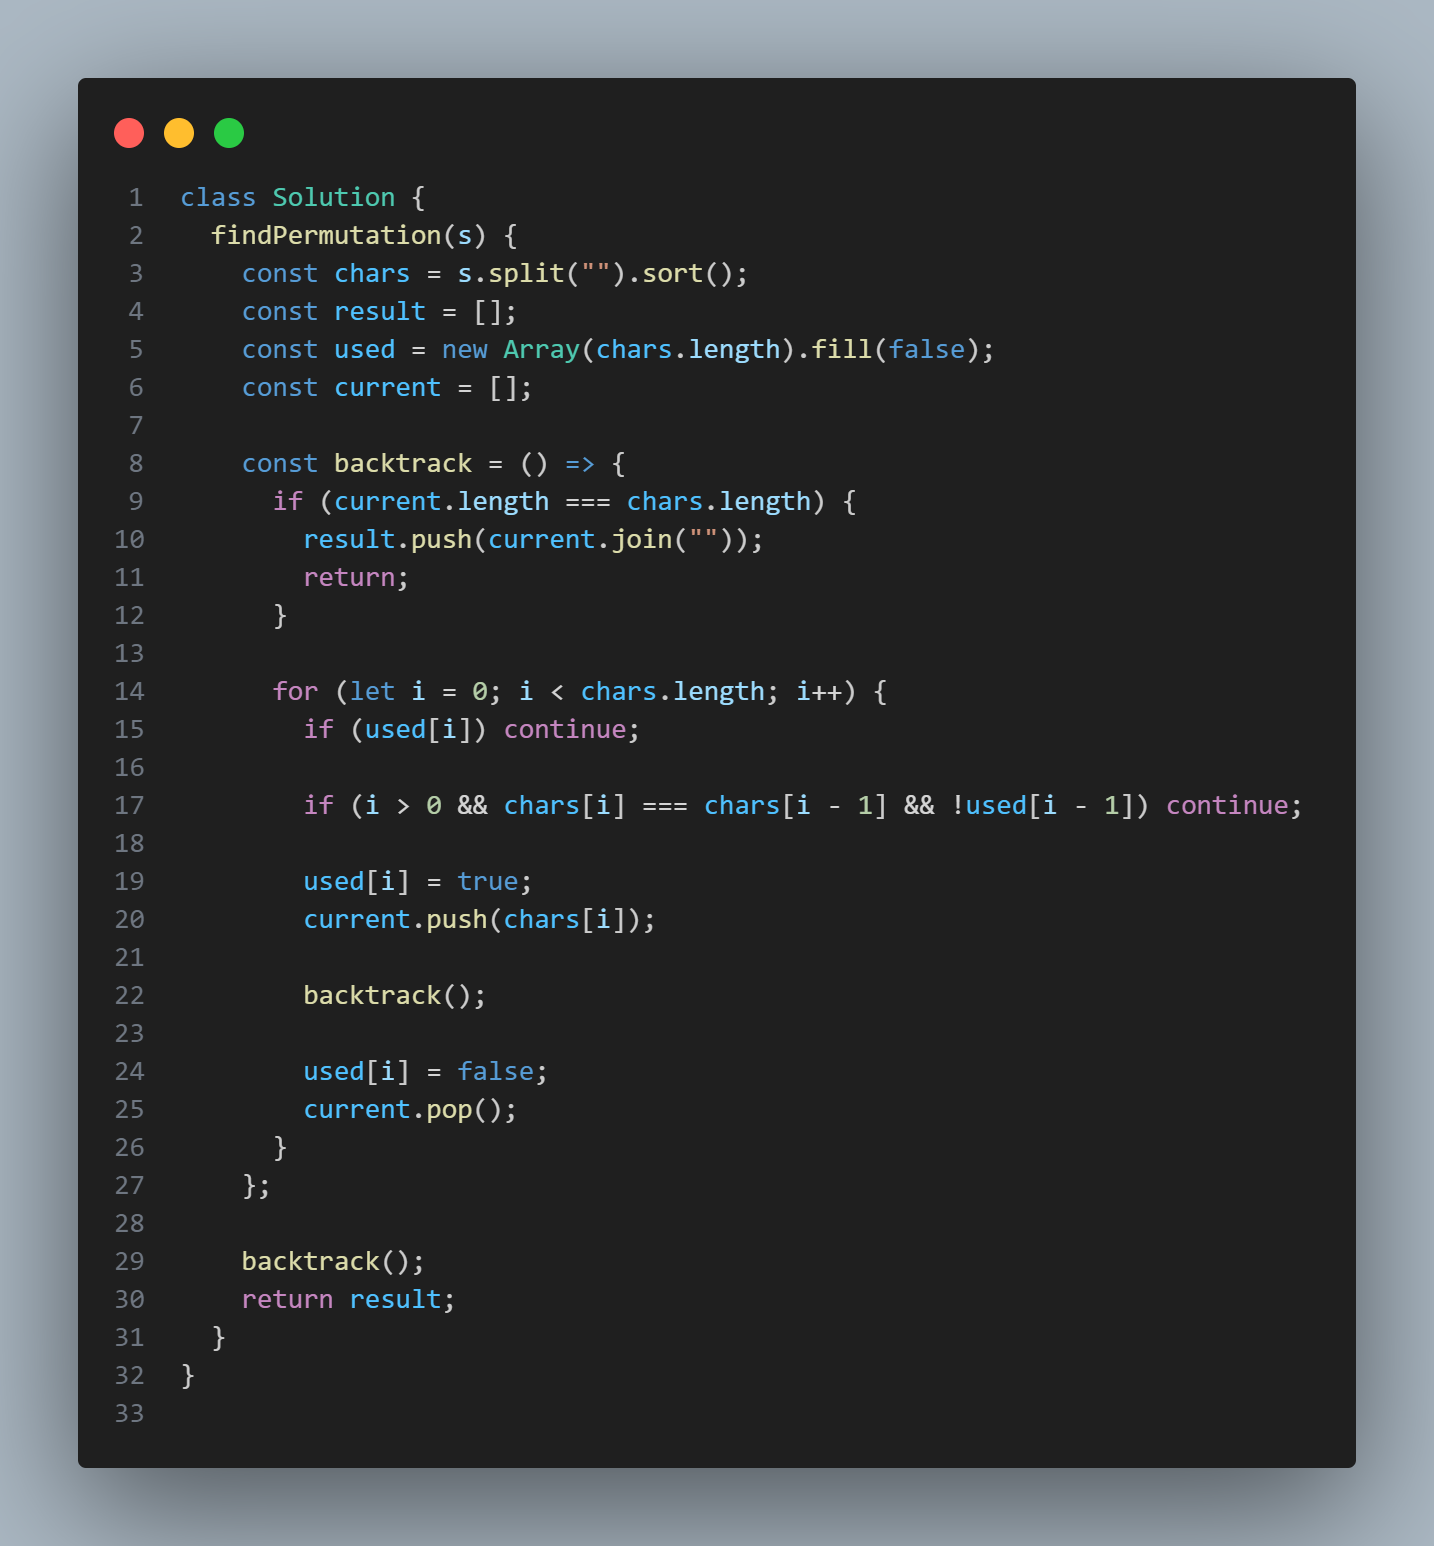 1 class Solution {
2   findPermutation(s) {
3     const chars = s.split("").sort();
4     const result = [];
5     const used = new Array(chars.length).fill(false);
6     const current = [];
7
8     const backtrack = () => {
9       if (current.length === chars.length) {
10         result.push(current.join(""));
11         return;
12       }
13
14       for (let i = 0; i < chars.length; i++) {
15         if (used[i]) continue;
16
17         if (i > 0 && chars[i] === chars[i - 1] && !used[i - 1]) continue;
18
19         used[i] = true;
20         current.push(chars[i]);
21
22         backtrack();
23
24         used[i] = false;
25         current.pop();
26       }
27     };
28
29     backtrack();
30     return result;
31   }
32 }
33